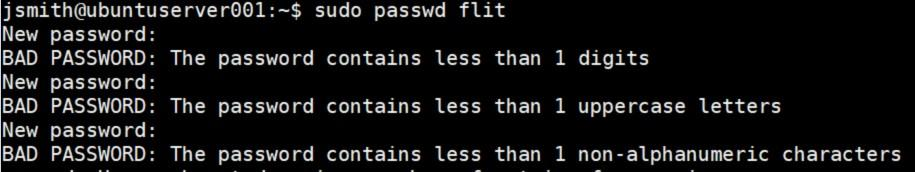 jsmith@ubuntuserver001:~$ sudo passwd flit
New password:
BAD PASSWORD: The password contains less than 1 digits
New password:
BAD PASSWORD: The password contains less than 1 uppercase letters
New password:
BAD PASSWORD: The password contains less than 1 non-alphanumeric characters